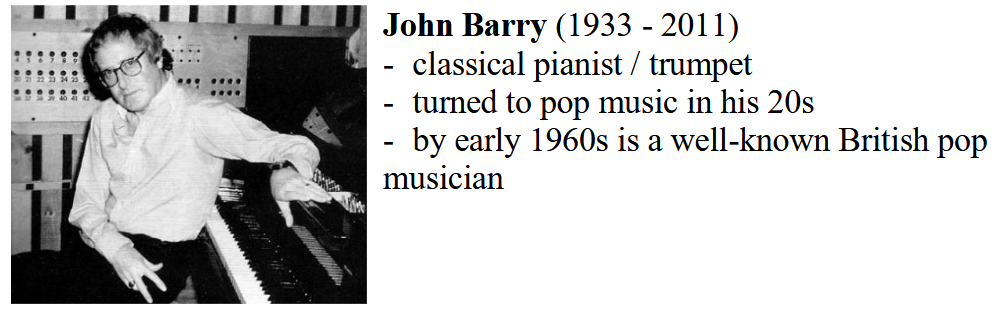 John Barry (1933 - 2011)
- classical pianist / trumpet
- turned to pop music in his 20s
- by early 1960s is a well-known British pop
musician